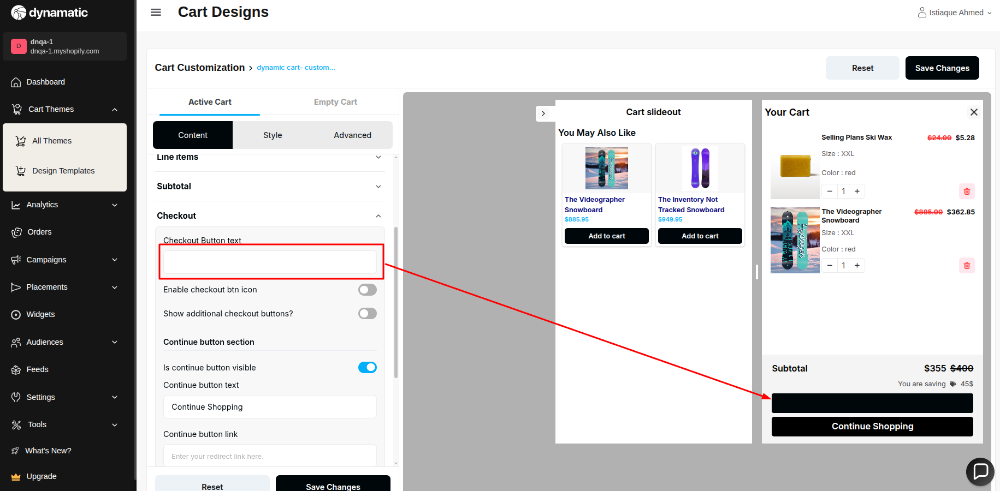 dynamatic
D
dnqa-1
dnqa-1.myshopify.com
Dashboard
Cart Themes
All Themes
Design Templates
Analytics
Orders
Campaigns
Placements
Widgets
Audiences
Feeds
Settings
Tools
What's New?
Upgrade
Cart Designs
Istiaque Ahmed
Cart Customization
dynamic cart- custom...
Reset
Save Changes
Active Cart
Empty Cart
Content
Style
Advanced
Line items
Subtotal
Checkout
Checkout Button text
Enable checkout btn icon
Show additional checkout buttons?
Continue button section
Is continue button visible
Continue button text
Continue Shopping
Continue button link
Enter your redirect link here.
Reset
Save Changes
Cart slideout
You May Also Like
The Videographer
Snowboard
$885.95
Add to cart
The Inventory Not
Tracked Snowboard
$949.95
Add to cart
Your Cart
Selling Plans Ski Wax
$24.00 $5.28
Size : XXL
Color : red
− 1 +
The Videographer
Snowboard
$885.00 $362.85
Size : XXL
Color : red
− 1 +
Subtotal
$355 $400
You are saving 45$
Continue Shopping